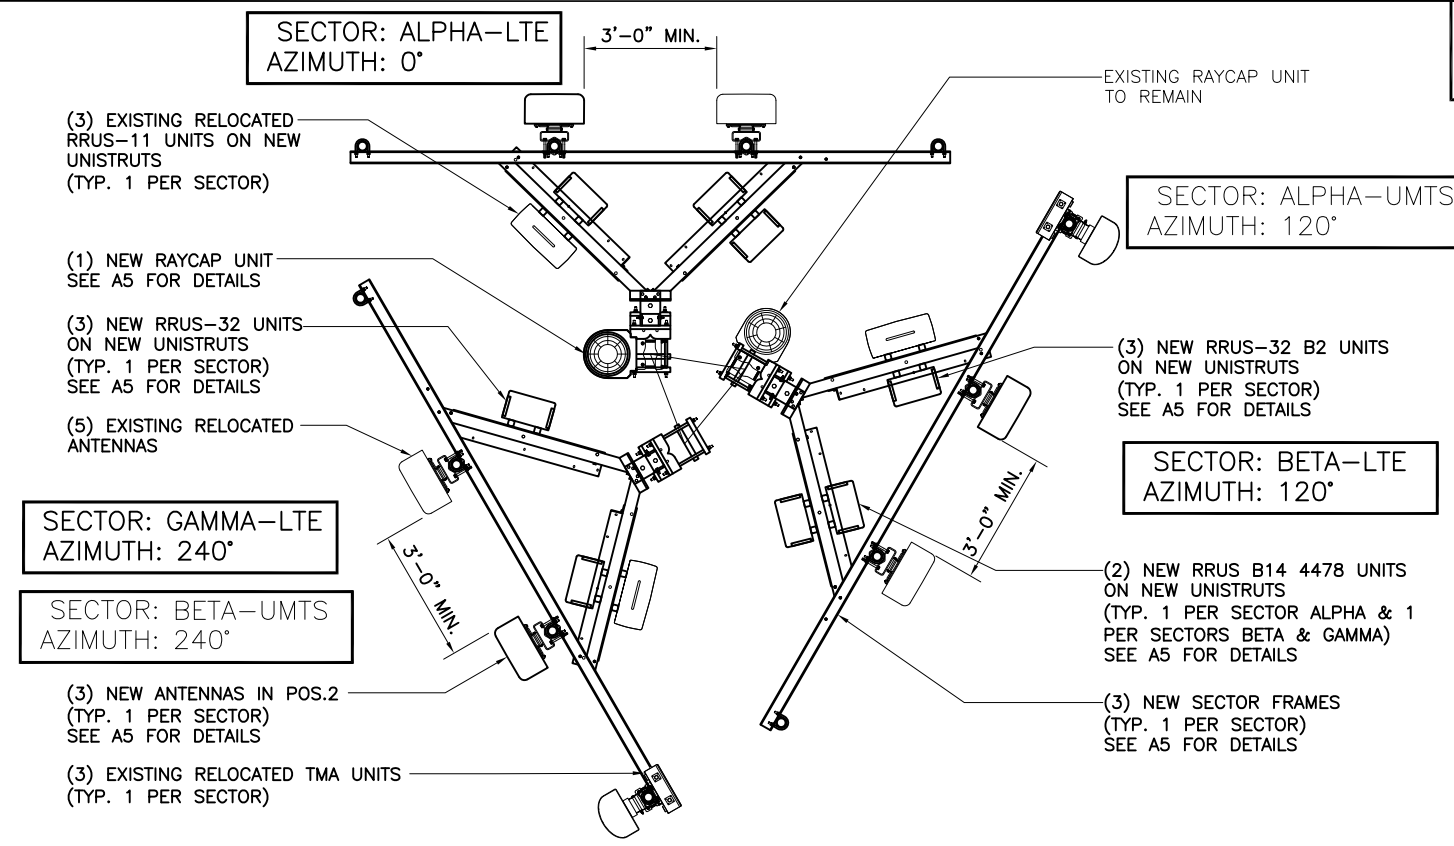 SECTOR: ALPHA-LTE
AZIMUTH: 0°
3'-0" MIN.
EXISTING RAYCAP UNIT
TO REMAIN
(3) EXISTING RELOCATED
RRUS-11 UNITS ON NEW
UNISTRUTS
(TYP. 1 PER SECTOR)
SECTOR: ALPHA-UMTS
AZIMUTH: 120°
(1) NEW RAYCAP UNIT
SEE A5 FOR DETAILS
(3) NEW RRUS-32 UNITS
ON NEW UNISTRUTS
(TYP. 1 PER SECTOR)
SEE A5 FOR DETAILS
(3) NEW RRUS-32 B2 UNITS
ON NEW UNISTRUTS
(TYP. 1 PER SECTOR)
SEE A5 FOR DETAILS
(5) EXISTING RELOCATED
ANTENNAS
SECTOR: BETA-LTE
AZIMUTH: 120°
3'-0" MIN.
SECTOR: GAMMA-LTE
AZIMUTH: 240°
3'-0" MIN.
SECTOR: BETA-UMTS
AZIMUTH: 240°
(2) NEW RRUS B14 4478 UNITS
ON NEW UNISTRUTS
(TYP. 1 PER SECTOR ALPHA & 1
PER SECTORS BETA & GAMMA)
SEE A5 FOR DETAILS
(3) NEW ANTENNAS IN POS.2
(TYP. 1 PER SECTOR)
SEE A5 FOR DETAILS
(3) NEW SECTOR FRAMES
(TYP. 1 PER SECTOR)
SEE A5 FOR DETAILS
(3) EXISTING RELOCATED TMA UNITS
(TYP. 1 PER SECTOR)